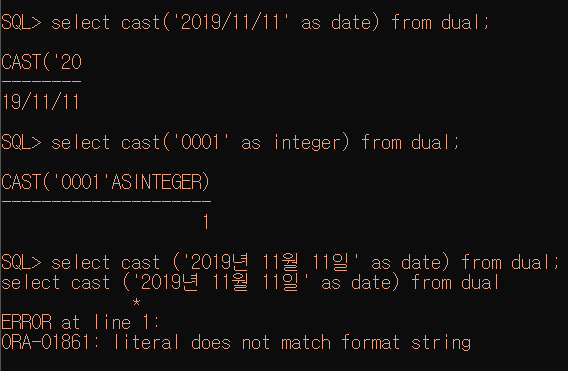 SQL> select cast('2019/11/11' as date) from dual;
CAST('20
--------
19/11/11
SQL> select cast('0001' as integer) from dual;
CAST('0001'ASINTEGER)
---------------------
1
SQL> select cast ('2019년 11월 11일' as date) from dual;
select cast ('2019년 11월 11일' as date) from dual
*
ERROR at line 1:
ORA-01861: literal does not match format string